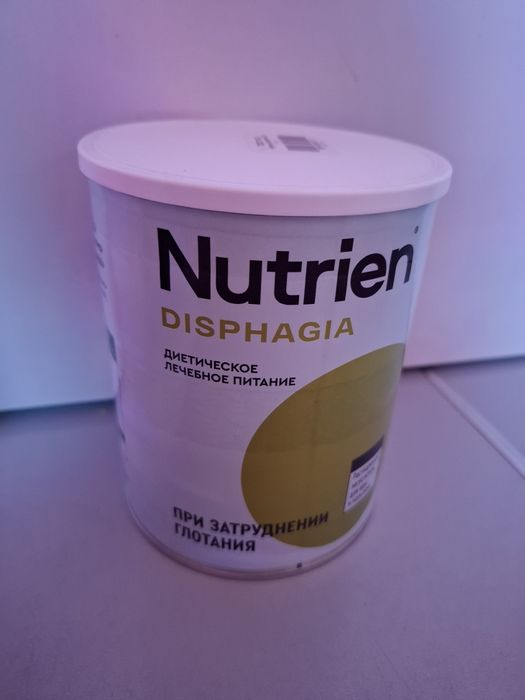 Nutrien
DISPHAGIA
ДИЕТИЧЕСКОЕ
ЛЕЧЕБНОЕ ПИТАНИЕ
ПРИ ЗАТРУДНЕНИИ
ГЛОТАНИЯ